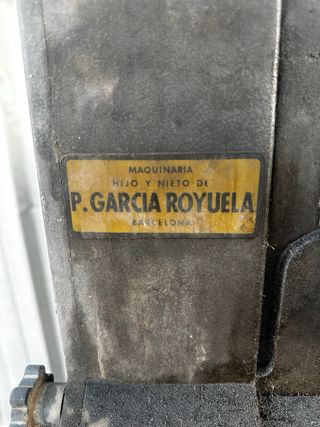 MAQUINARIA
HIJO Y NIETO DE
P. GARCIA ROYUELA
BARCELONA